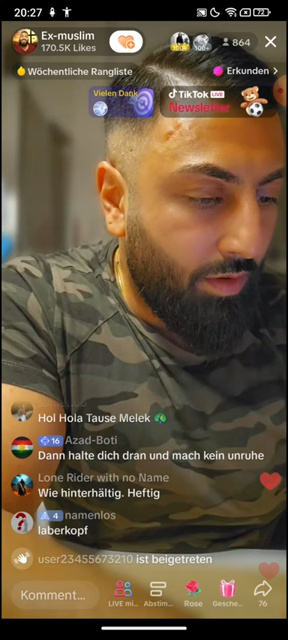 20:27
72
Ex-muslim
170.5K Likes
864
Wöchentliche Rangliste
Erkunden >
Vielen Dank
TikTok LIVE
Newsletter
Hol Hola Tause Melek
16 Azad-Boti
Dann halte dich dran und mach kein unruhe
Lone Rider with no Name
Wie hinterhältig. Heftig
4 namenlos
laberkopf
user23455673210 ist beigetreten
Komment...
LIVE mi...
Abstim...
Rose
Gesche...
76